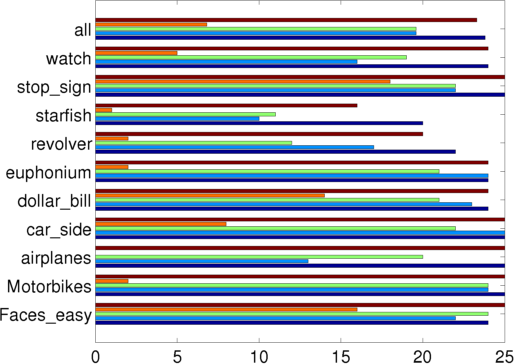 all
watch
stop_sign
starfish
revolver
euphonium
dollar_bill
car_side
airplanes
Motorbikes
Faces_easy
0 5 10 15 20 25